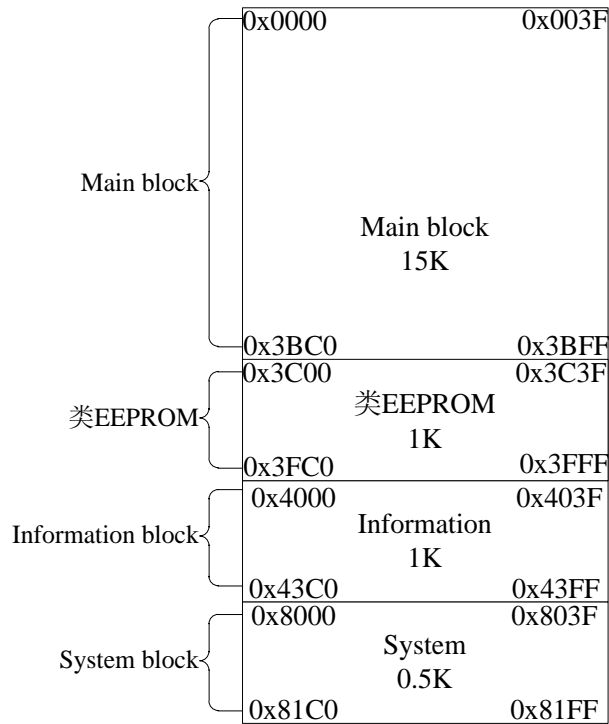 0x0000 0x003F
Main block
Main block
15K
0x3BC0 0x3BFF
0x3C00 0x3C3F
类EEPROM
类EEPROM
1K
0x3FC0 0x3FFF
0x4000 0x403F
Information block
Information
1K
0x43C0 0x43FF
0x8000 0x803F
System block
System
0.5K
0x81C0 0x81FF